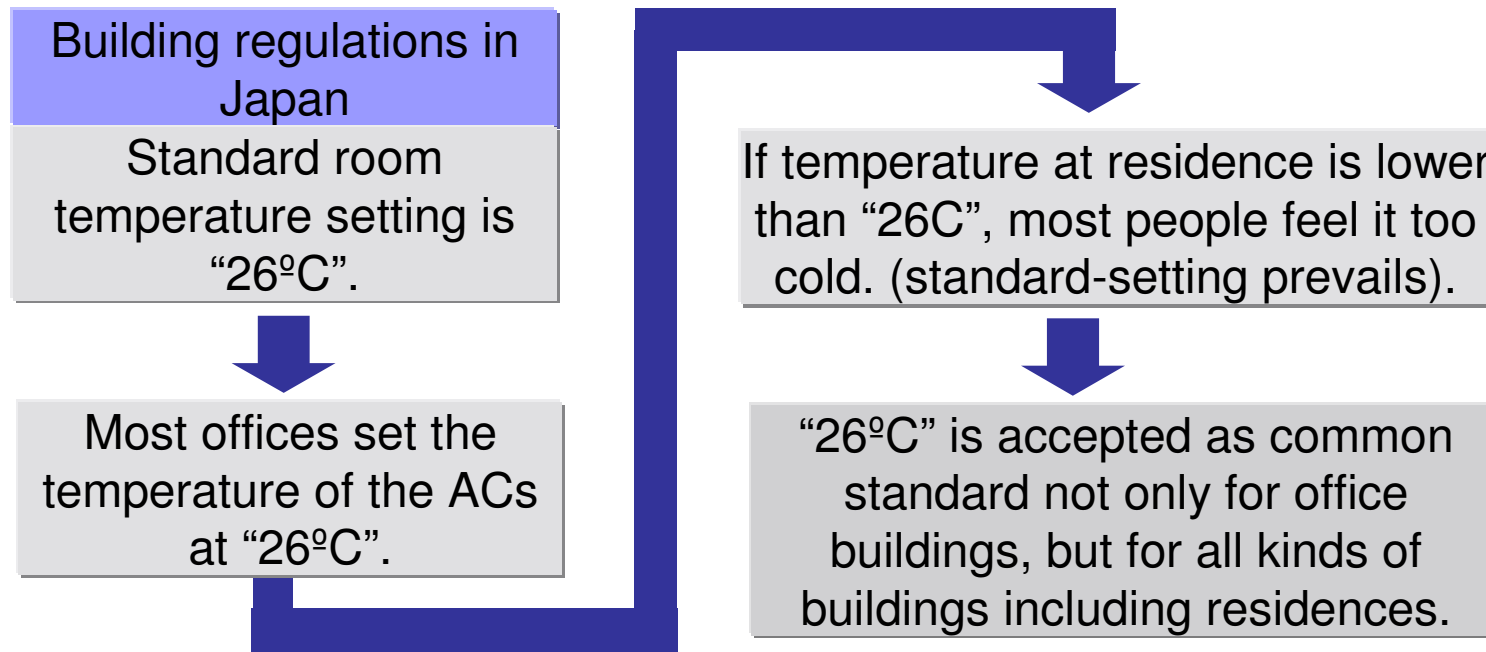 Building regulations in
Japan
Standard room
temperature setting is
“26ºC”.
Most offices set the
temperature of the ACs
at “26ºC”.
If temperature at residence is lower
than “26C”, most people feel it too
cold. (standard-setting prevails).
“26ºC” is accepted as common
standard not only for office
buildings, but for all kinds of
buildings including residences.